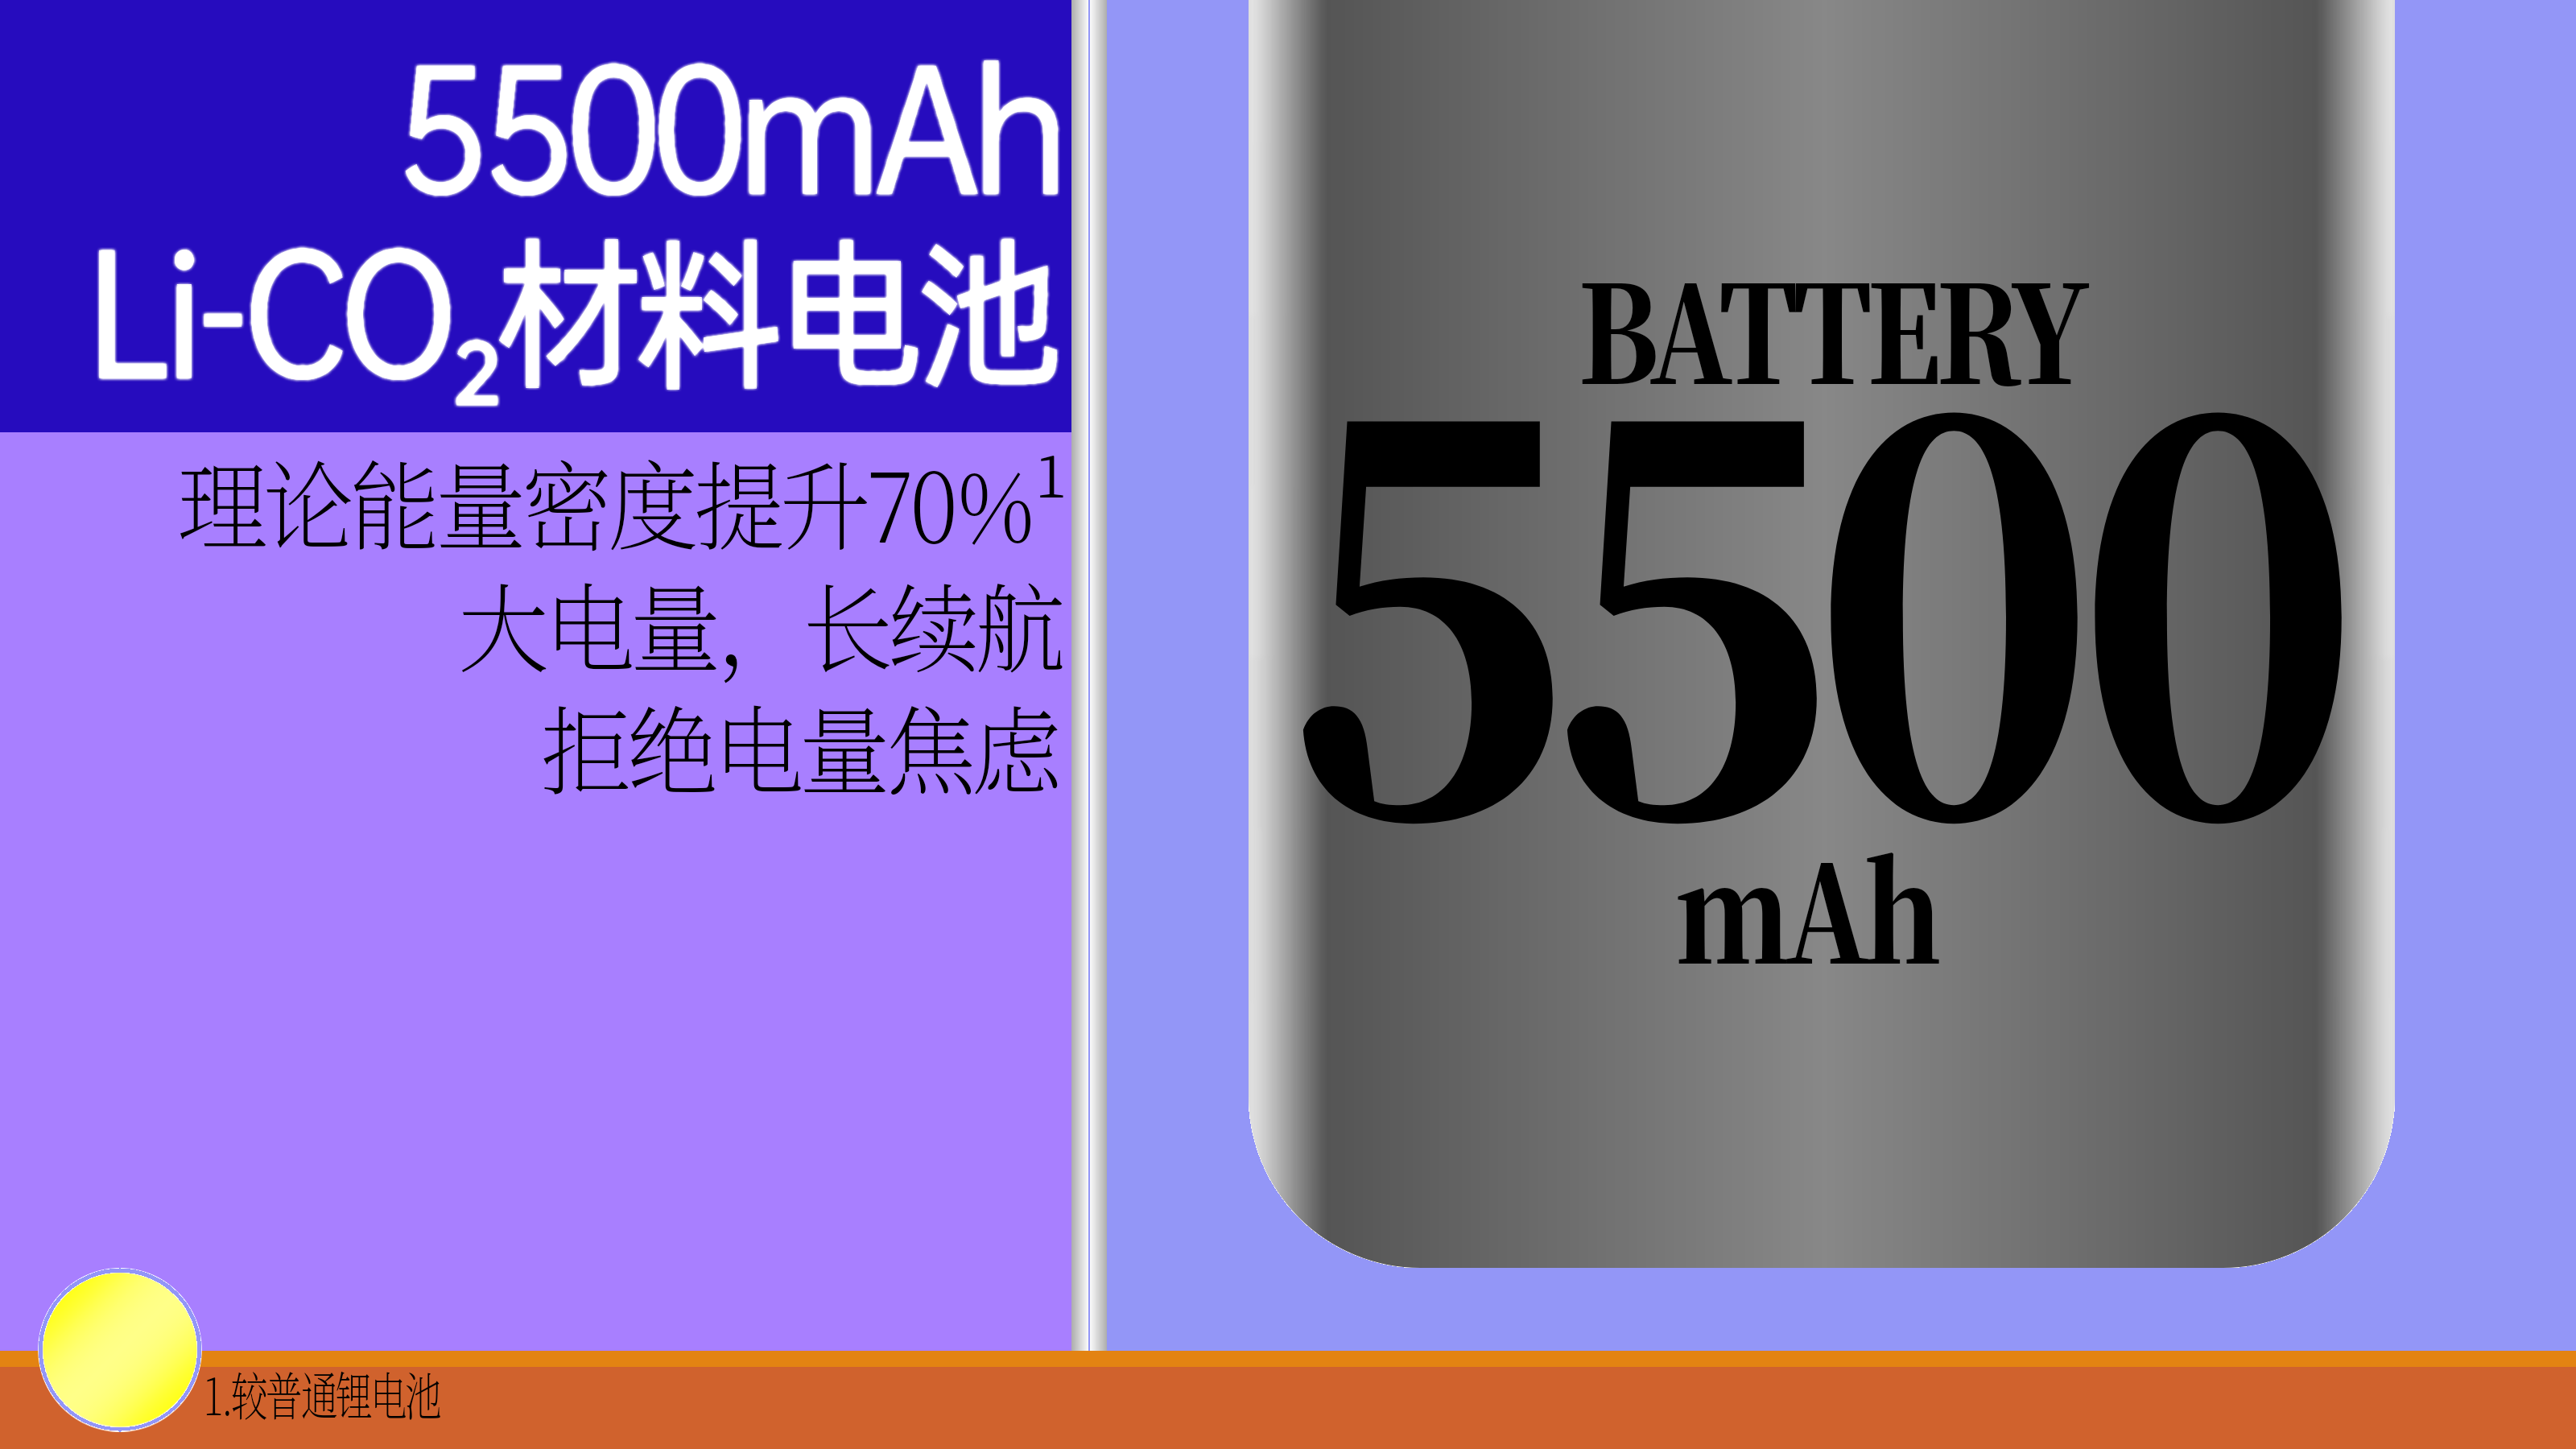 5500mAh
Li-CO₂材料电池
理论能量密度提升70%¹
大电量，长续航
拒绝电量焦虑
BATTERY
5500
mAh
1.较普通锂电池